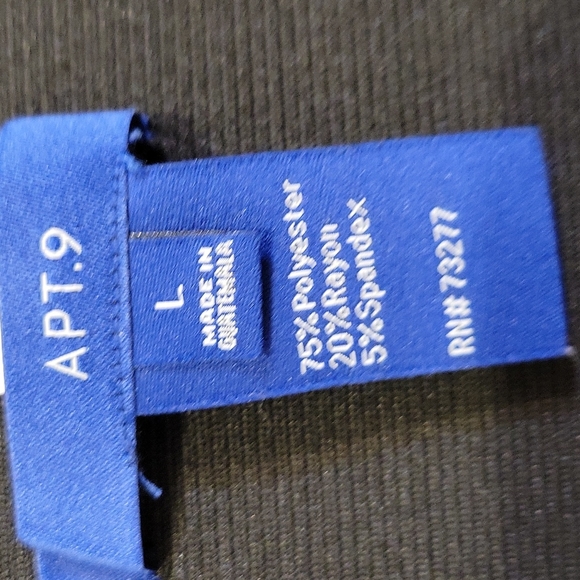 APT.9
L
MADE IN
GUATEMALA
75% Polyester
20% Rayon
5% Spandex
RN# 73277